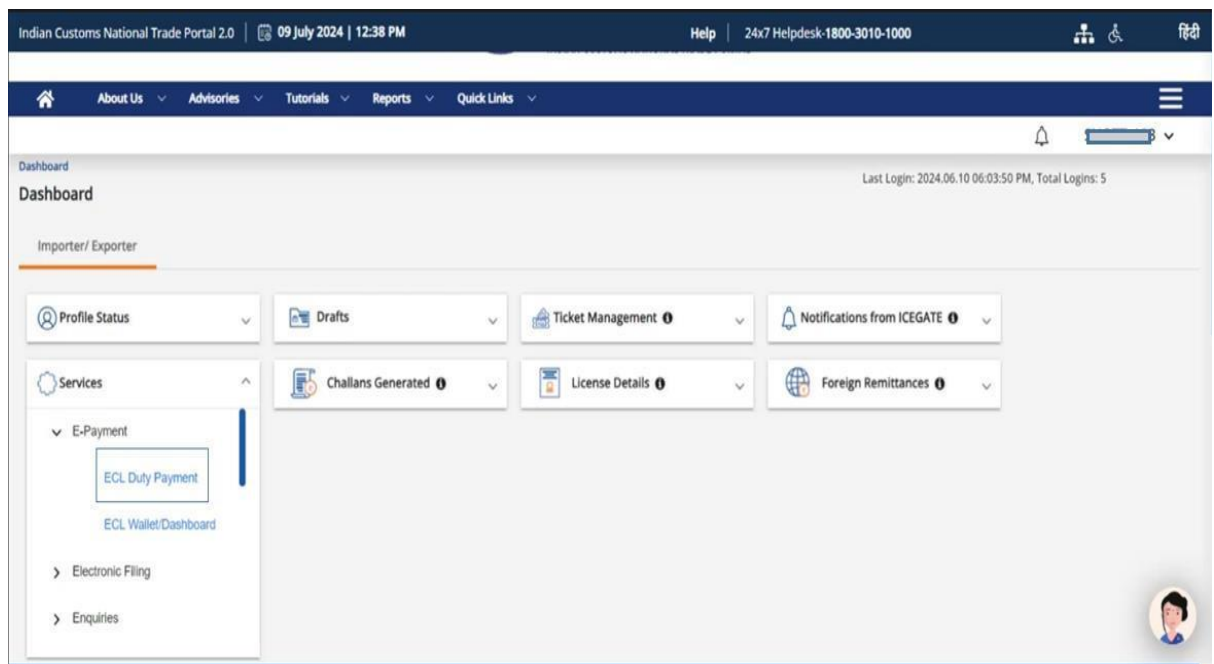 Indian Customs National Trade Portal 2.0 | 09 July 2024 | 12:38 PM Help | 24x7 Helpdesk-1800-3010-1000 हिंदी
About Us Advisories Tutorials Reports Quick Links
Dashboard
Last Login: 2024.06.10 06:03:50 PM, Total Logins: 5
Dashboard
Importer/ Exporter
Profile Status Drafts Ticket Management Notifications from ICEGATE
Services Challans Generated License Details Foreign Remittances
E-Payment
ECL Duty Payment
ECL Wallet/Dashboard
Electronic Filing
Enquiries